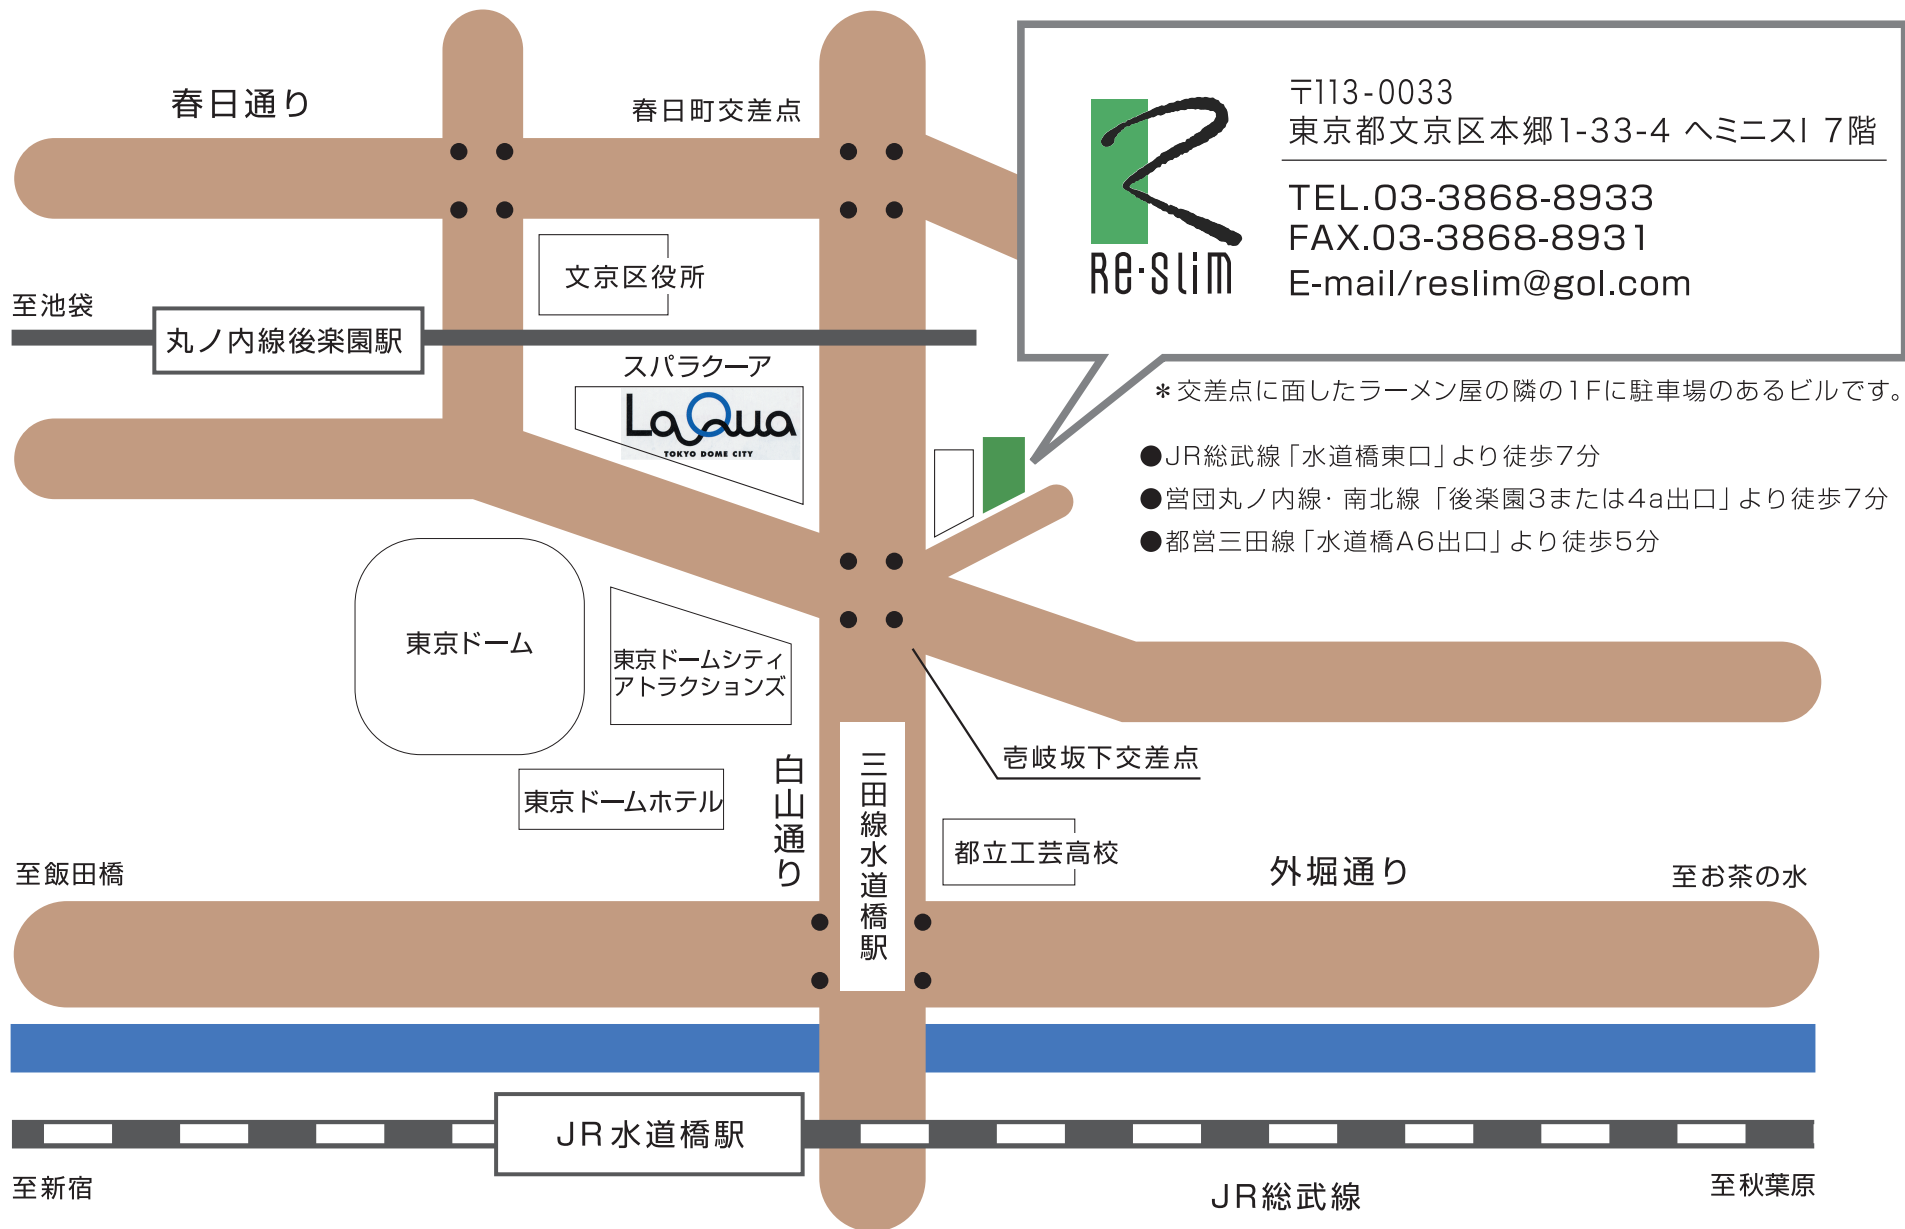 春日通り
春日町交差点
〒113-0033
東京都文京区本郷1-33-4 ヘミニスI 7階
TEL.03-3868-8933
FAX.03-3868-8931
E-mail/reslim@gol.com
Re·SLiM
文京区役所
至池袋
丸ノ内線後楽園駅
スパラクーア
LaQua
TOKYO DOME CITY
＊交差点に面したラーメン屋の隣の1Fに駐車場のあるビルです。
●JR総武線「水道橋東口」より徒歩7分
●営団丸ノ内線・南北線「後楽園3または4a出口」より徒歩7分
●都営三田線「水道橋A6出口」より徒歩5分
東京ドーム
東京ドームシティ
アトラクションズ
壱岐坂下交差点
白山通り
三田線水道橋駅
東京ドームホテル
都立工芸高校
至飯田橋
外堀通り
至お茶の水
JR水道橋駅
至新宿
JR総武線
至秋葉原